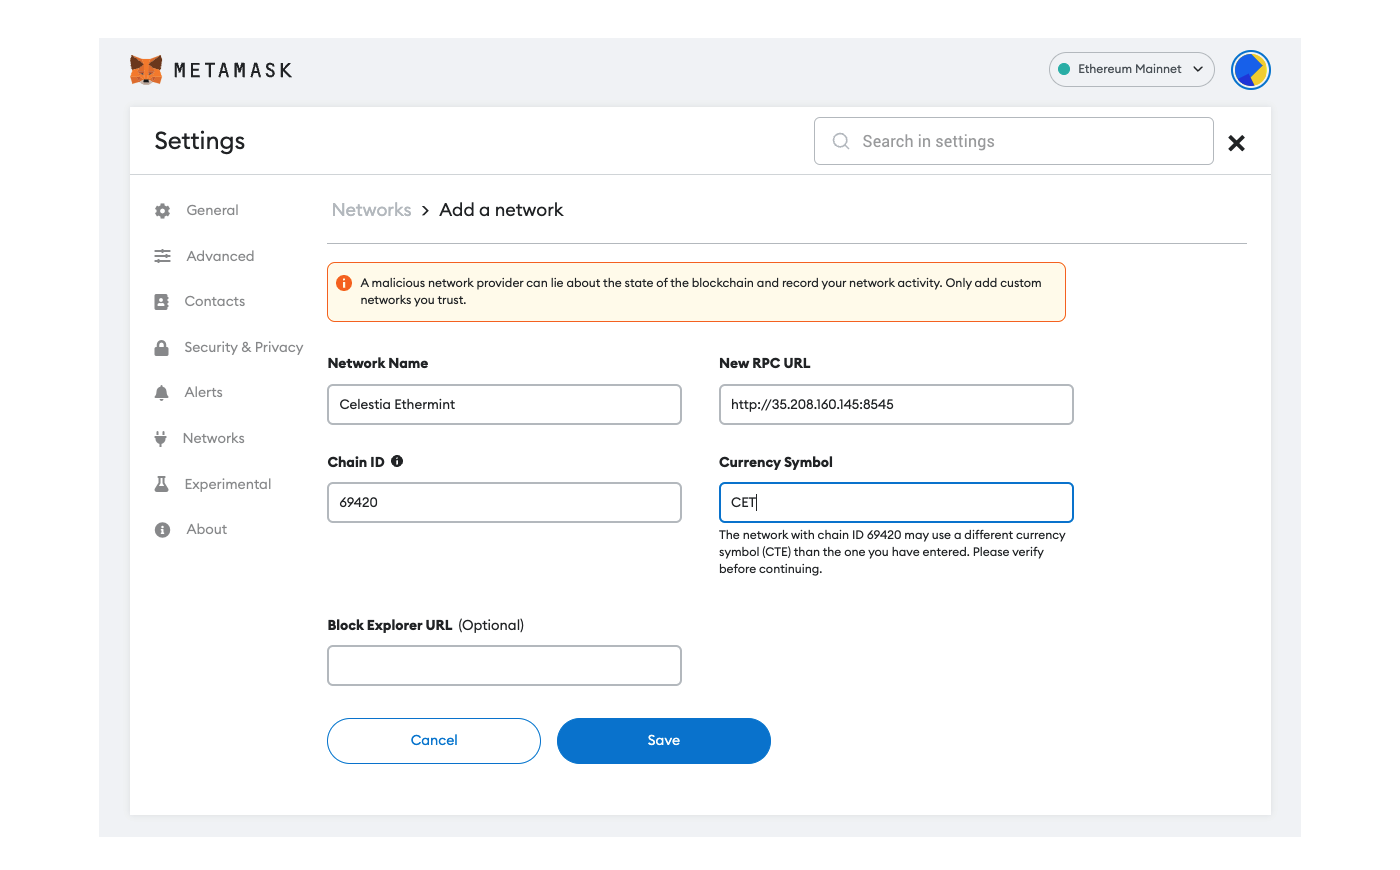 METAMASK
Ethereum Mainnet
Settings
Search in settings
General
Advanced
Contacts
Security & Privacy
Alerts
Networks
Experimental
About
Networks > Add a network
A malicious network provider can lie about the state of the blockchain and record your network activity. Only add custom
networks you trust.
Network Name
Celestia Ethermint
New RPC URL
http://35.208.160.145:8545
Chain ID
69420
Currency Symbol
CET
The network with chain ID 69420 may use a different currency
symbol (CTE) than the one you have entered. Please verify
before continuing.
Block Explorer URL (Optional)
Cancel
Save